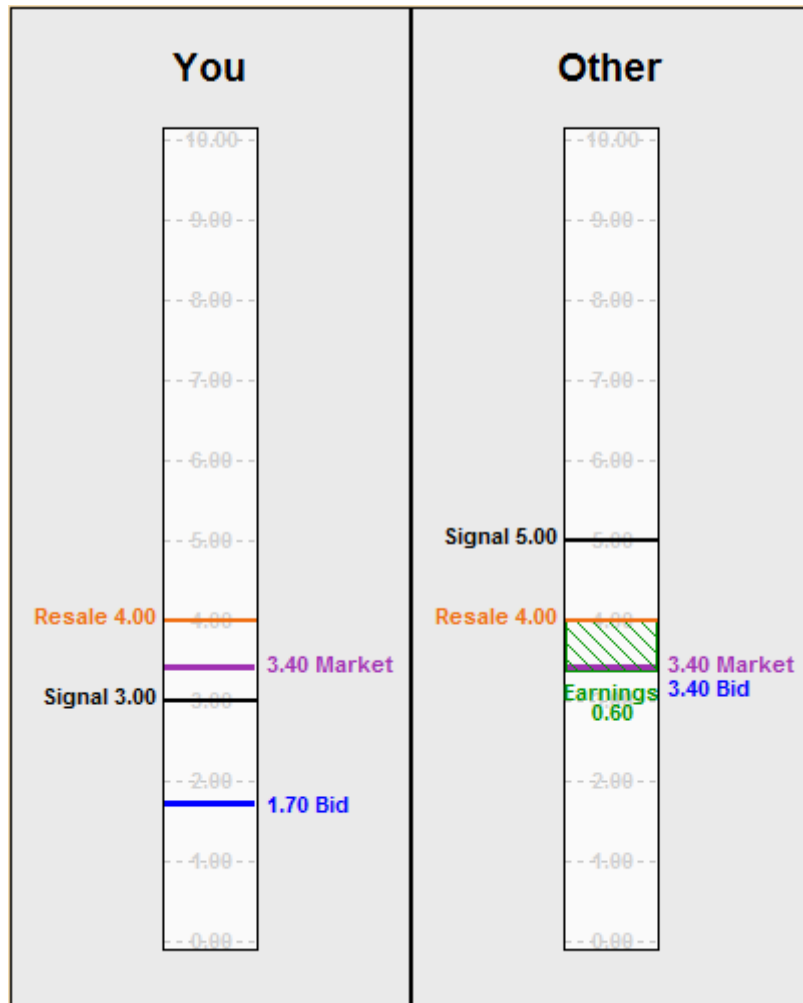 You
10.00
9.00
8.00
7.00
6.00
5.00
Resale 4.00
4.00
3.40 Market
Signal 3.00
3.00
2.00
1.70 Bid
1.00
0.00
Other
10.00
9.00
8.00
7.00
6.00
Signal 5.00
5.00
Resale 4.00
4.00
3.40 Market
3.40 Bid
Earnings
0.60
2.00
1.00
0.00